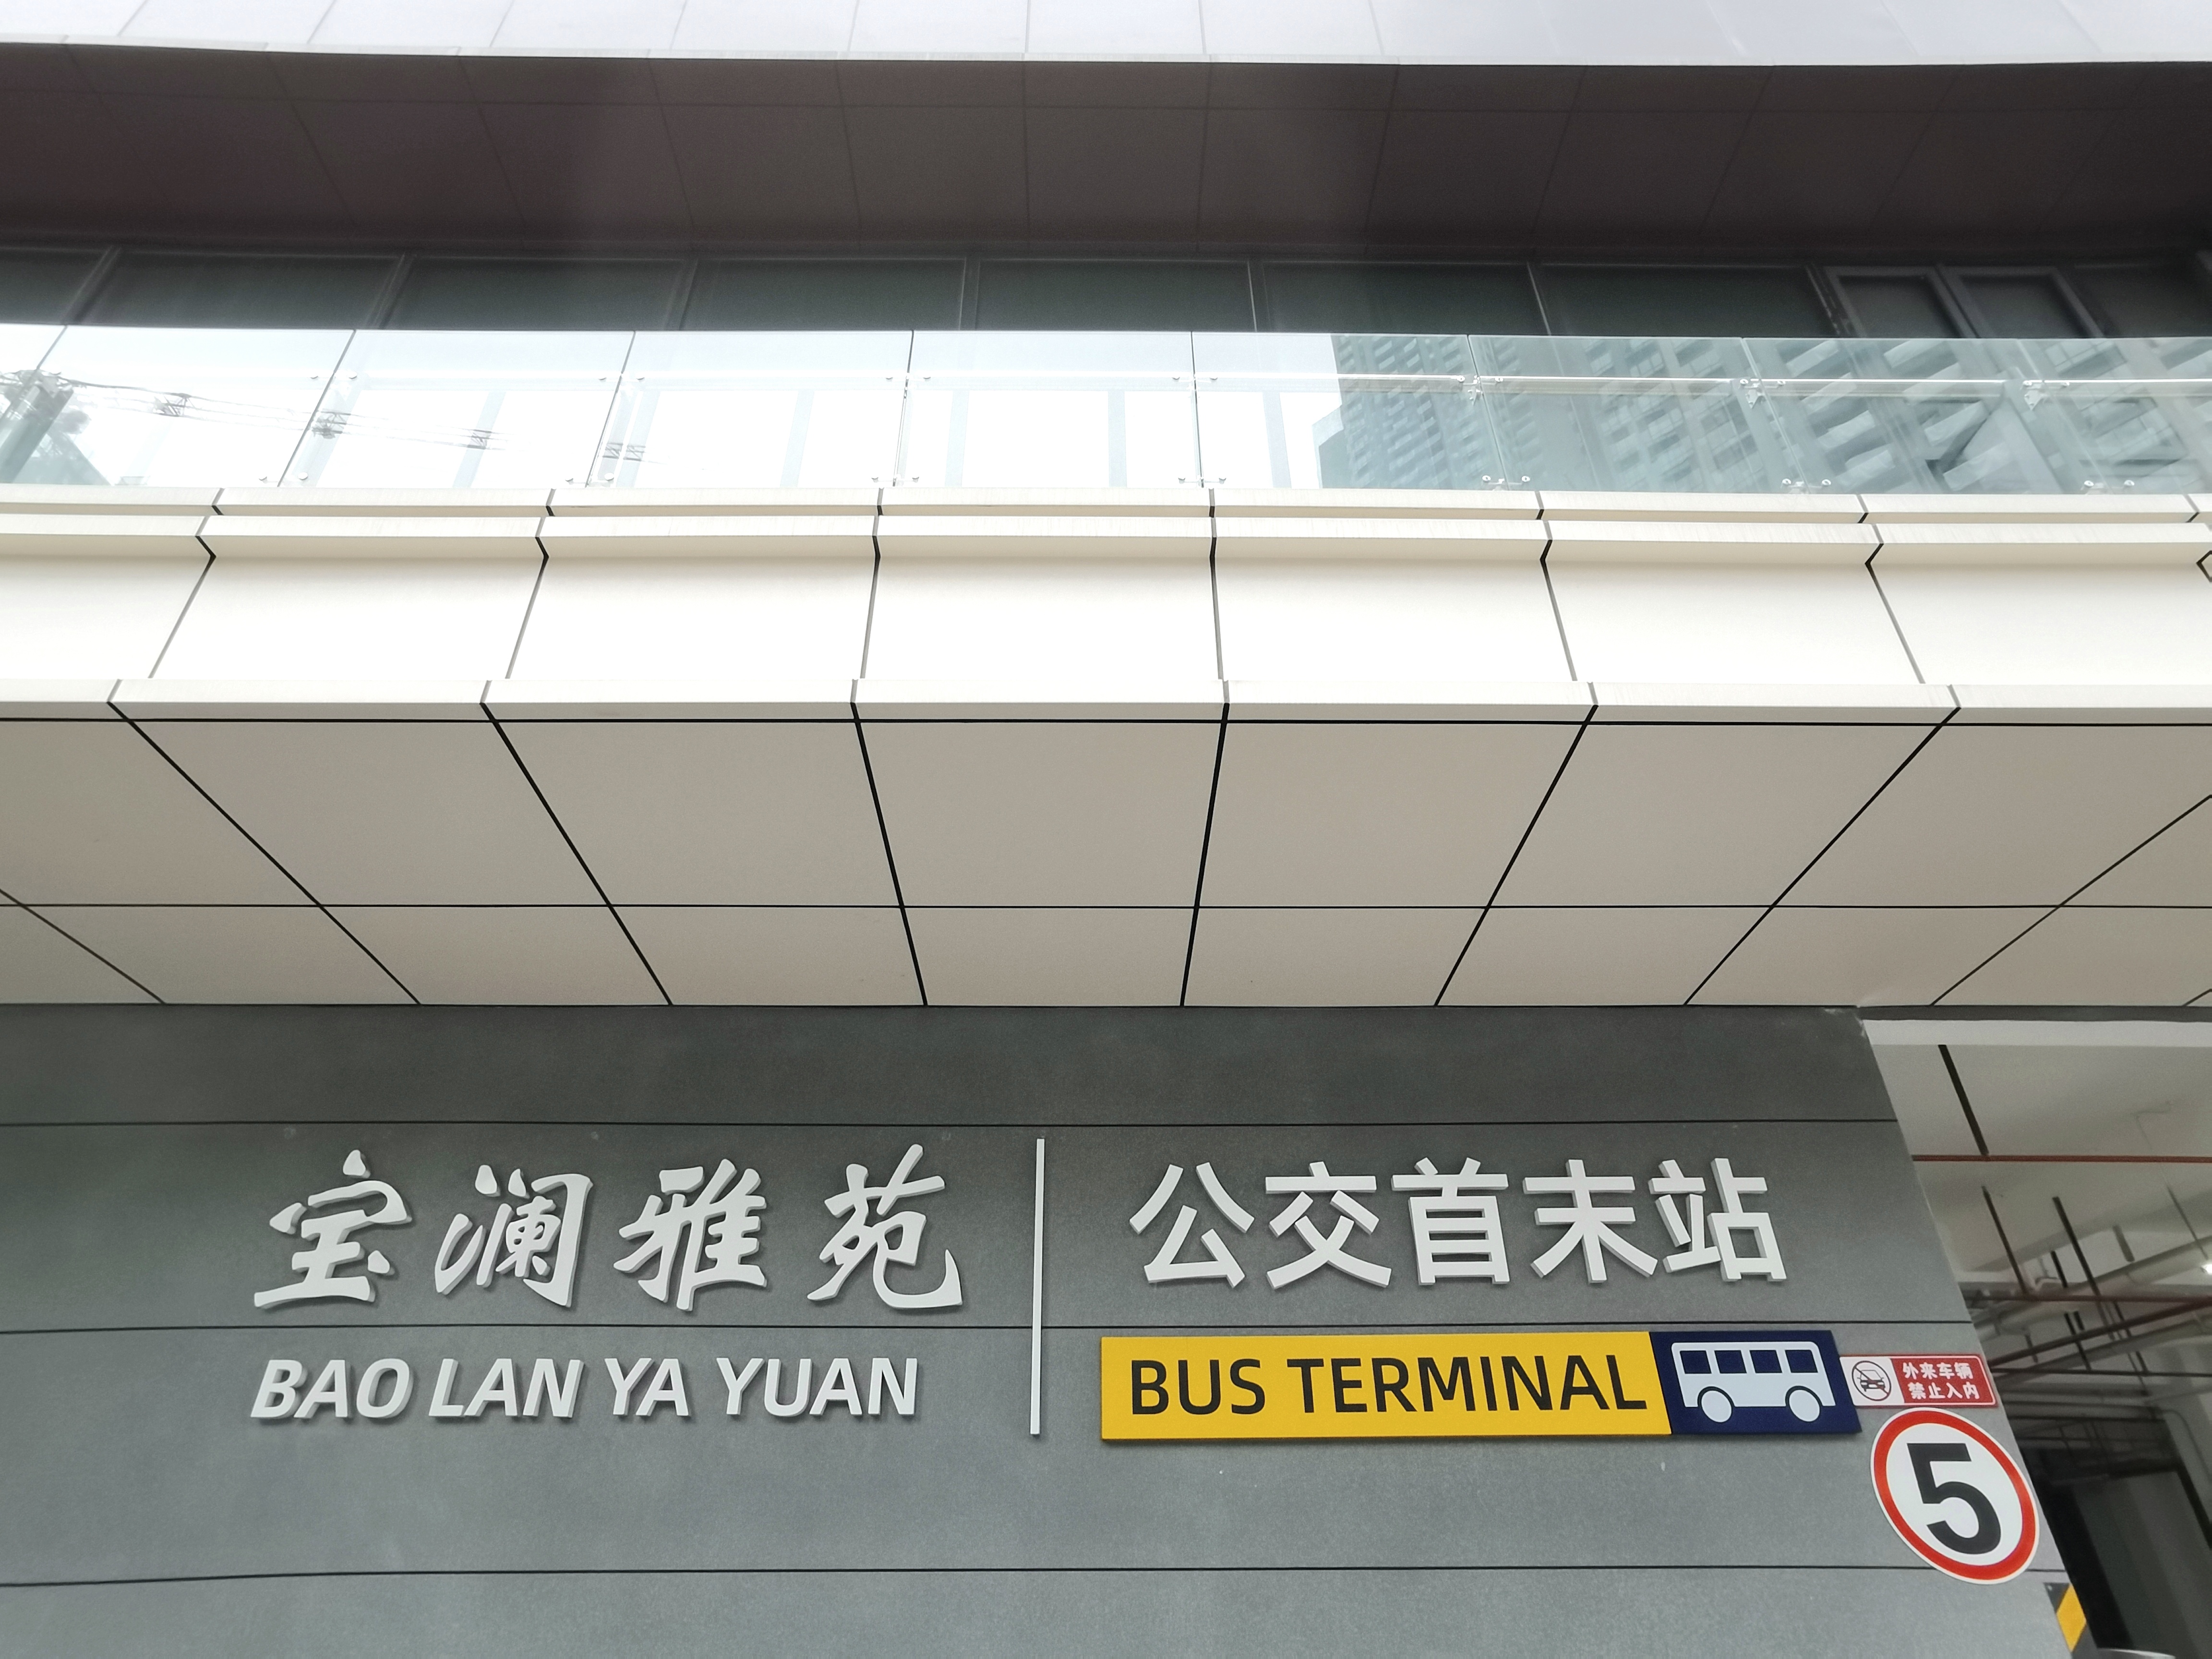 宝澜雅苑
BAO LAN YA YUAN
公交首末站
BUS TERMINAL
外来车辆
禁止入内
5